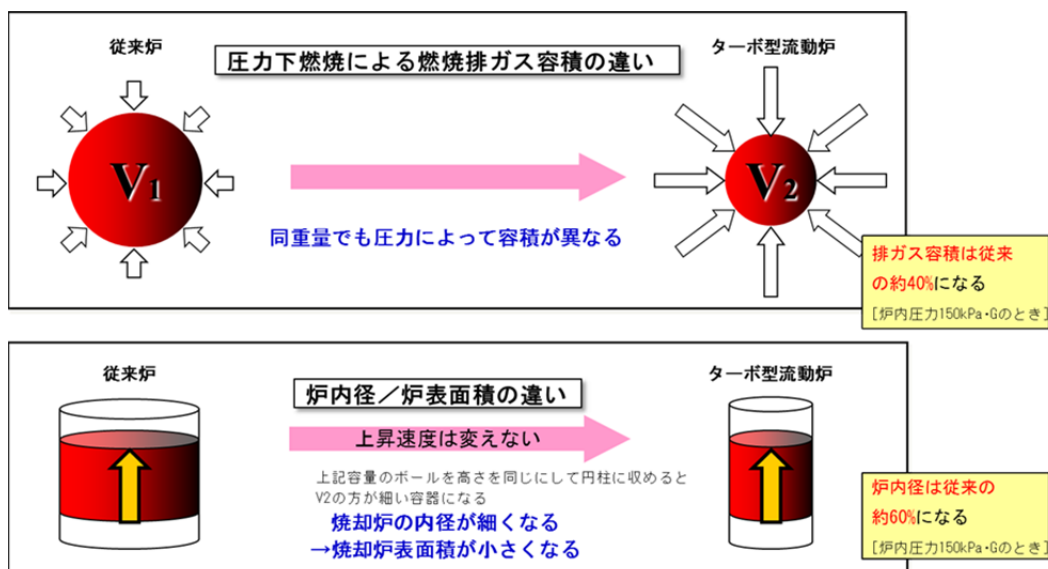 従来炉
圧力下燃焼による燃焼排ガス容積の違い
ターボ型流動炉
V1
V2
同重量でも圧力によって容積が異なる
排ガス容積は従来
の約40%になる
[炉内圧力150kPa・Gのとき]
従来炉
炉内径／炉表面積の違い
ターボ型流動炉
上昇速度は変えない
上記容量のボールを高さを同じにして円柱に収めると
V2の方が細い容器になる
焼却炉の内径が細くなる
→焼却炉表面積が小さくなる
炉内径は従来の
約60%になる
[炉内圧力150kPa・Gのとき]